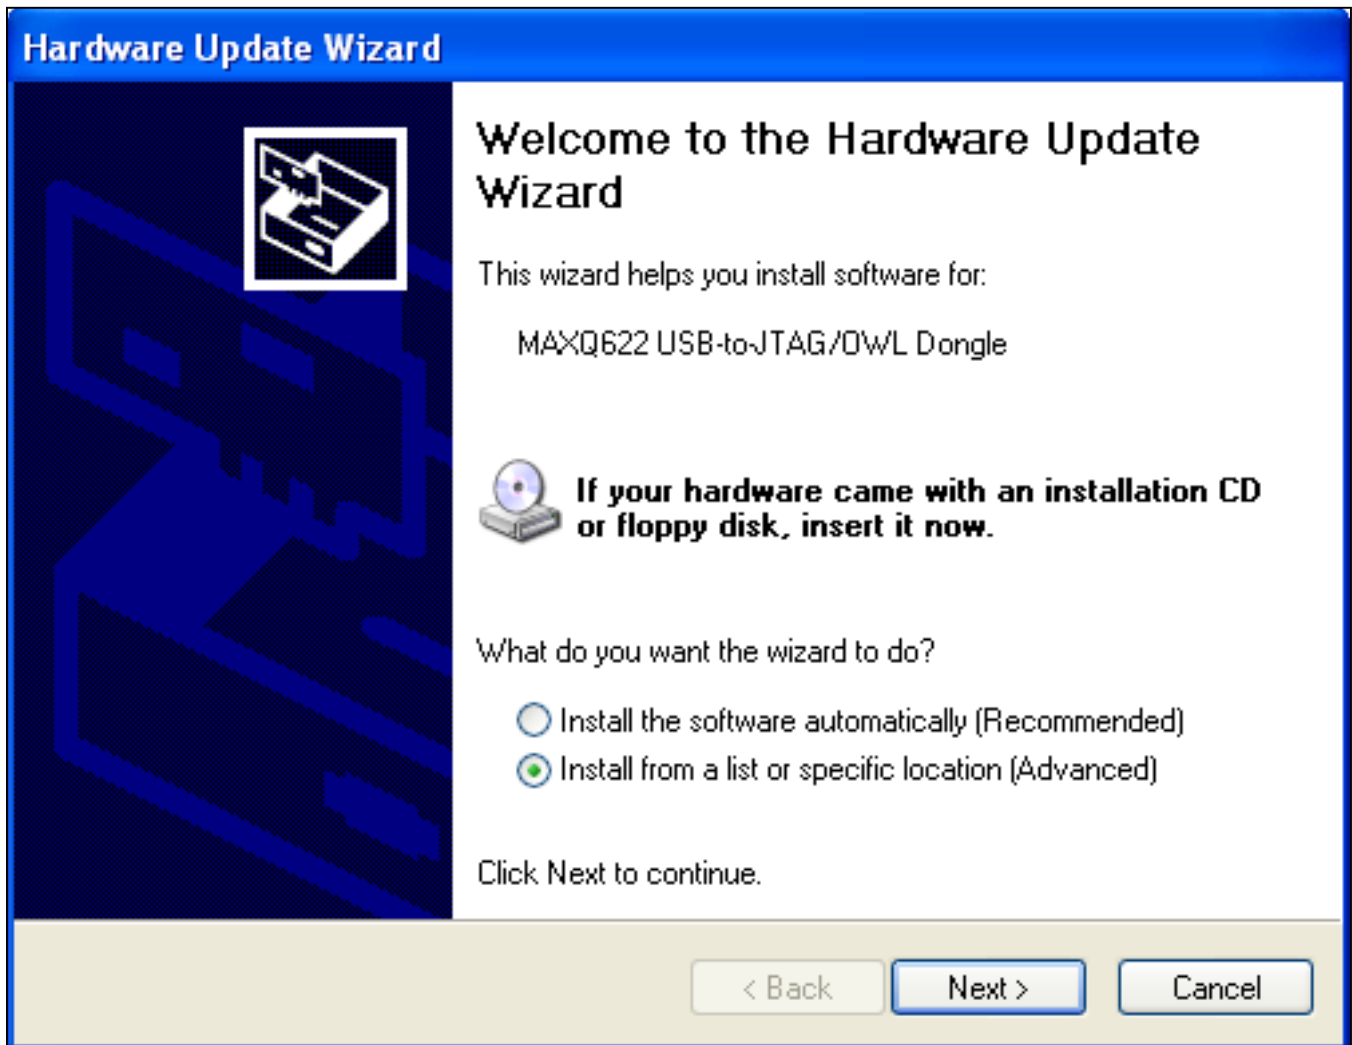 Hardware Update Wizard
Welcome to the Hardware Update
Wizard
This wizard helps you install software for:
MAXQ622 USB-to-JTAG/OWL Dongle
If your hardware came with an installation CD
or floppy disk, insert it now.
What do you want the wizard to do?
Install the software automatically (Recommended)
Install from a list or specific location (Advanced)
Click Next to continue.
< Back
Next >
Cancel